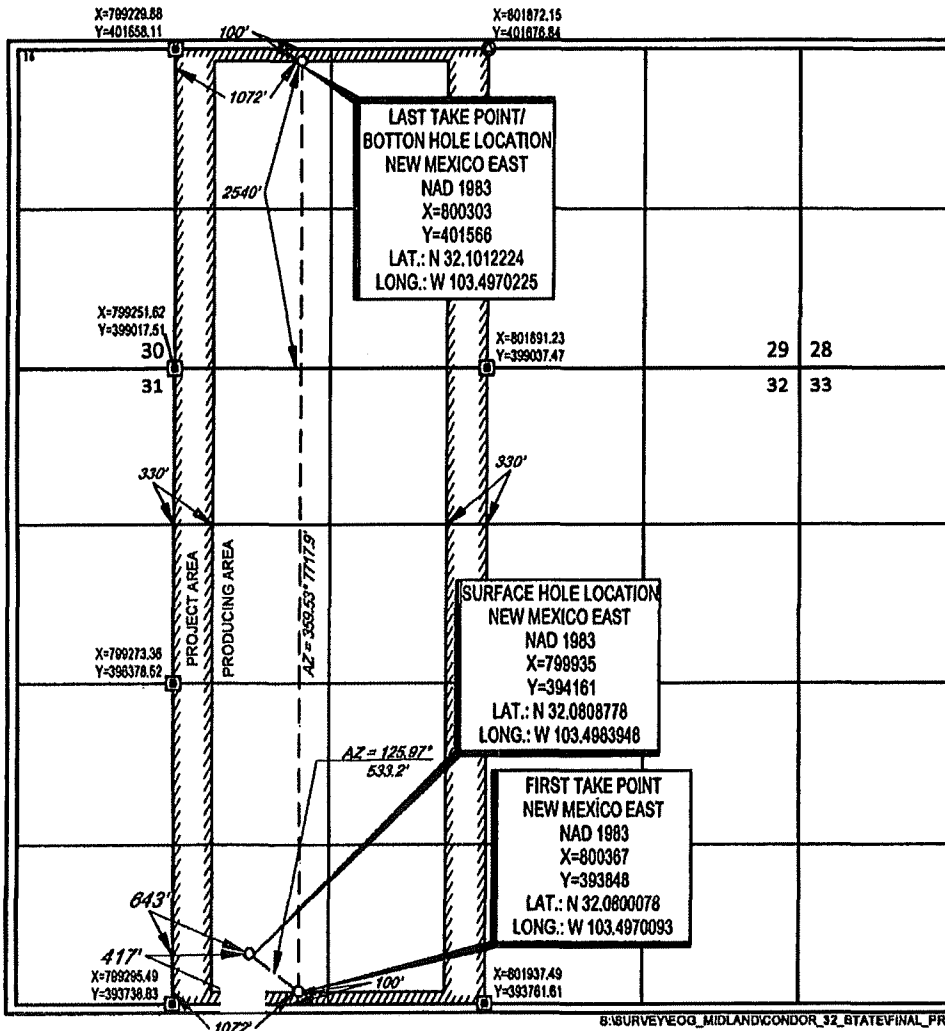 X=799229.88
Y=401658.11
100'
X=801872.15
Y=401676.84
1072'
LAST TAKE POINT/
BOTTON HOLE LOCATION
NEW MEXICO EAST
NAD 1983
X=800303
Y=401566
LAT.: N 32.1012224
LONG.: W 103.4970225
2540'
X=799251.62
Y=399017.51
30
31
X=801891.23
Y=399037.47
29
28
32
33
330'
330'
PROJECT AREA
PRODUCING AREA
AZ = 359.53° 7717.9'
SURFACE HOLE LOCATION
NEW MEXICO EAST
NAD 1983
X=799935
Y=394161
LAT.: N 32.0808778
LONG.: W 103.4983948
X=799273.36
Y=396378.52
AZ = 125.97°
533.2'
FIRST TAKE POINT
NEW MEXICO EAST
NAD 1983
X=800367
Y=393848
LAT.: N 32.0800078
LONG.: W 103.4970093
643'
417'
X=799295.49
Y=393738.83
100'
X=801937.49
Y=393761.61
1072'
S:\SURVEY\EOG_MIDLAND\CONDOR_32_STATE\FINAL_PR